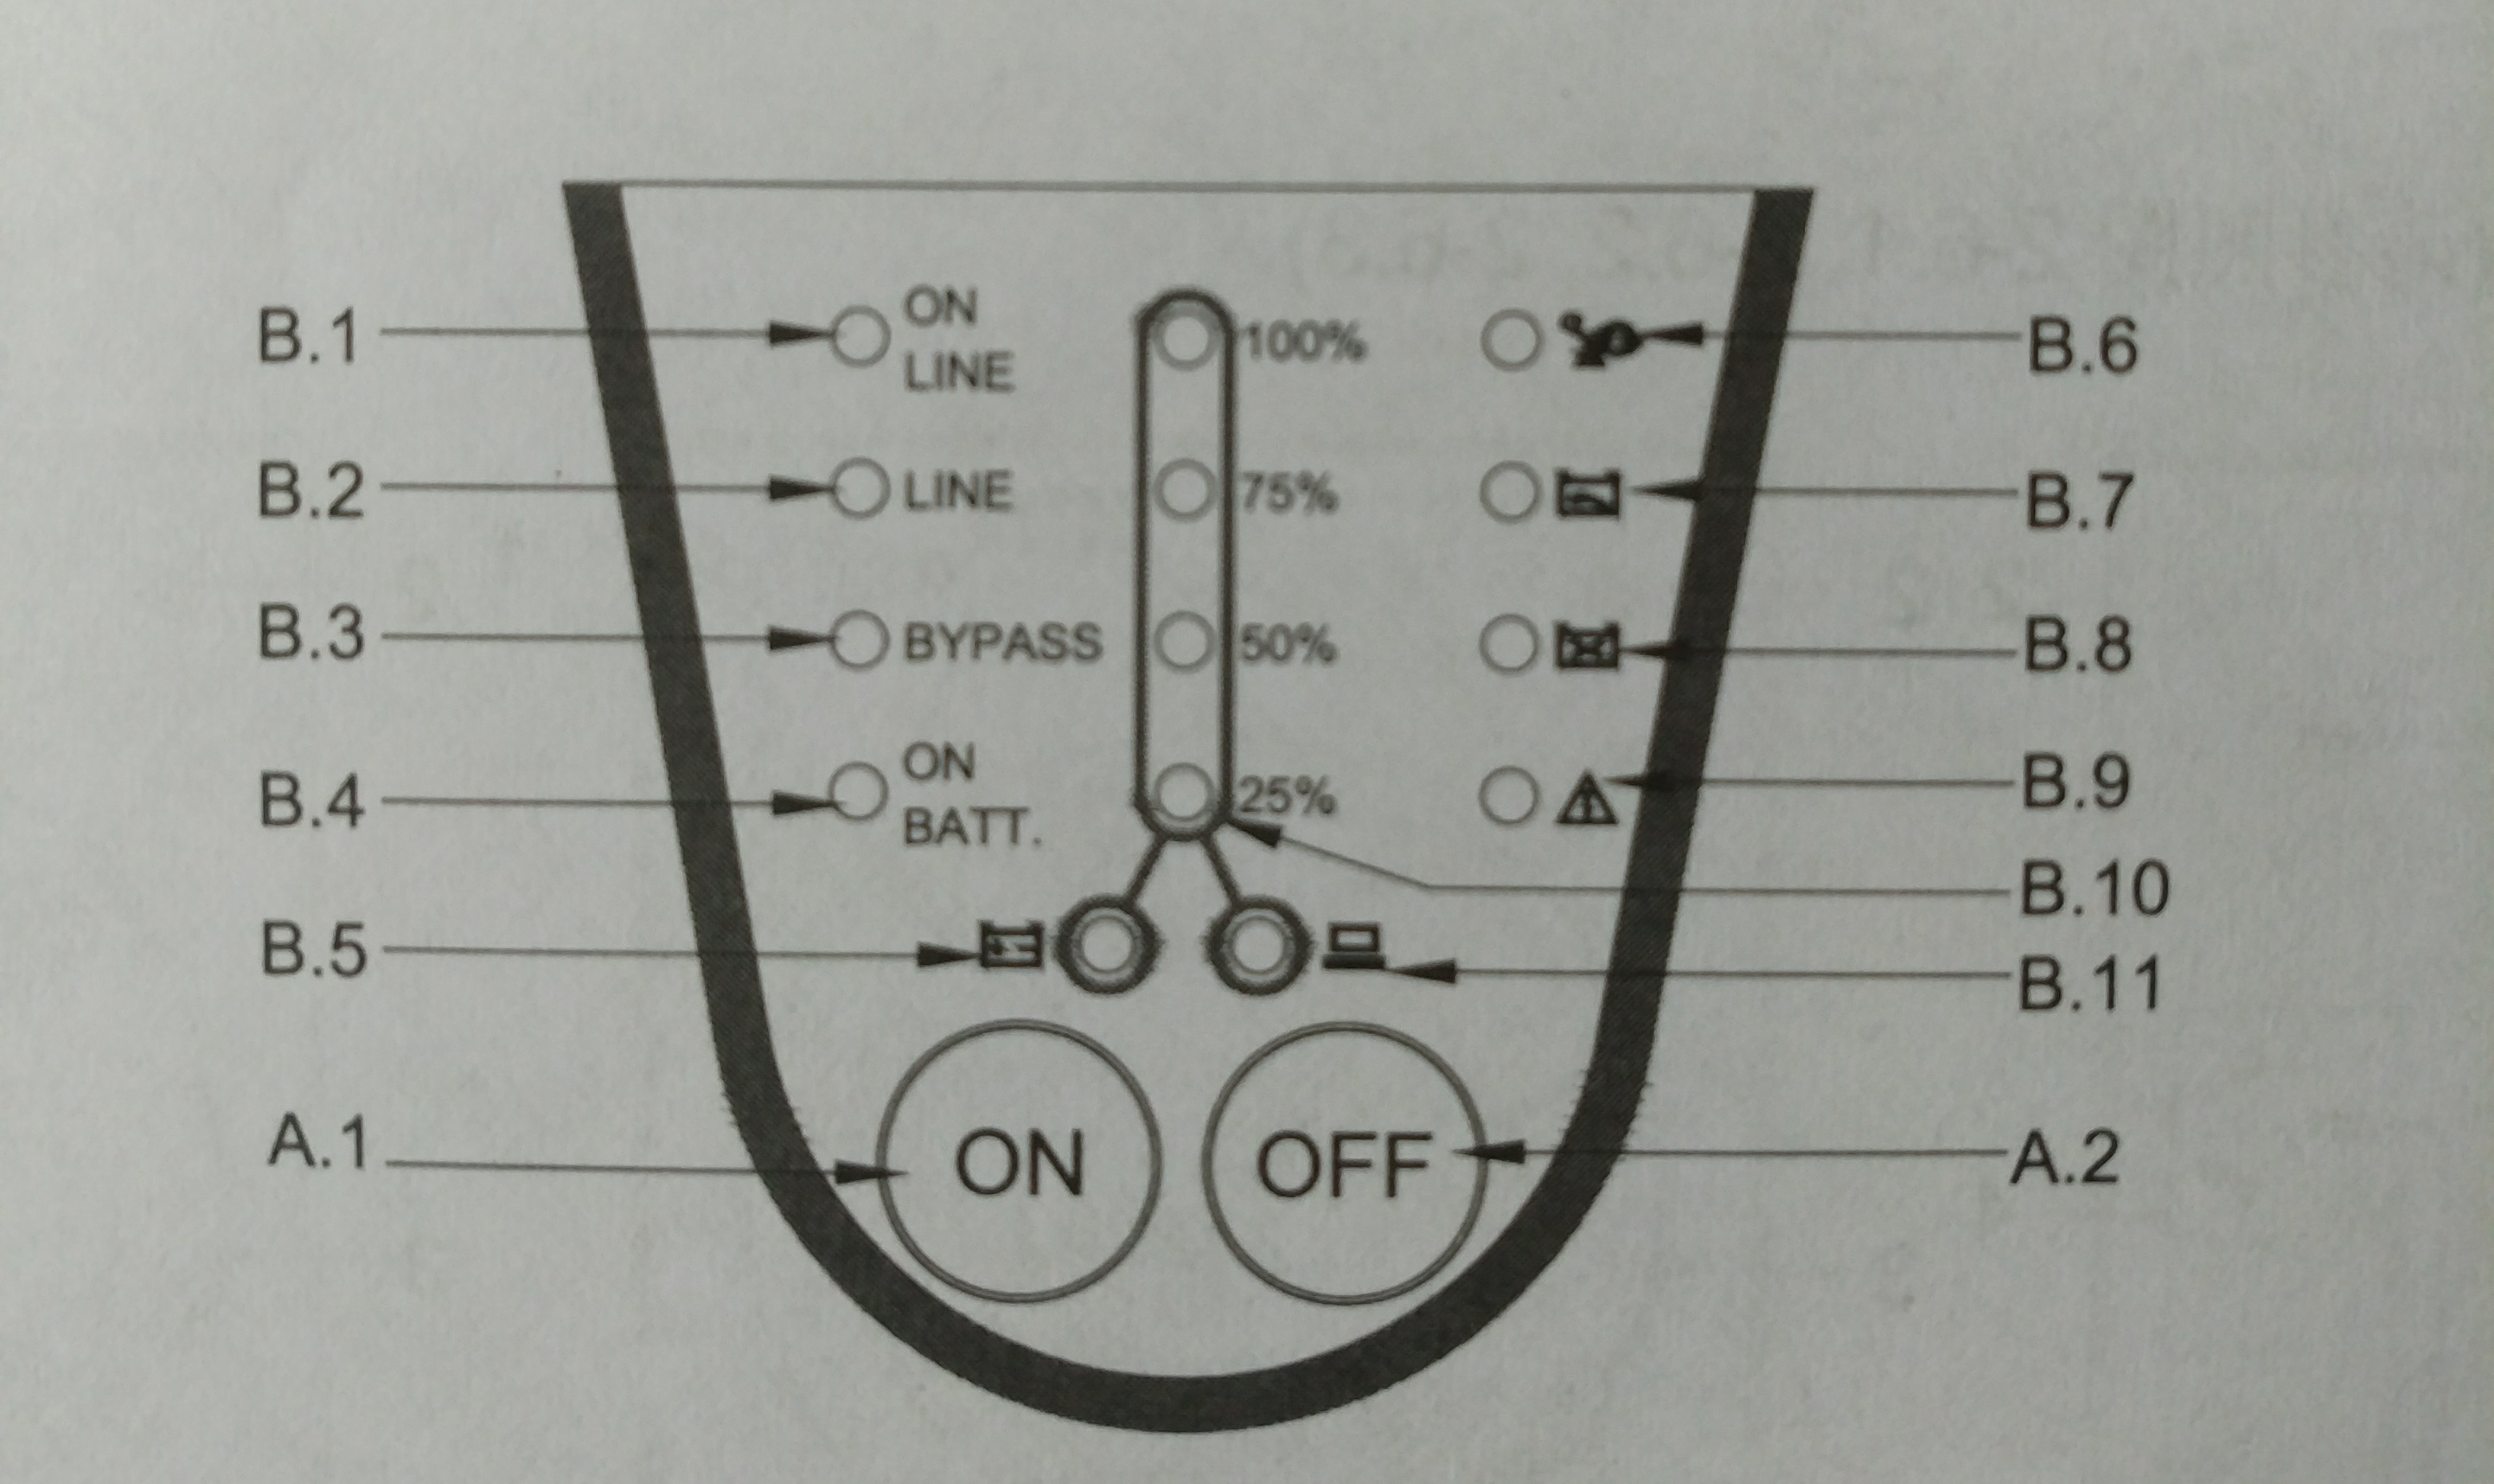 B.1
ON
LINE
100%
B.6
B.2
LINE
75%
B.7
B.3
BYPASS
50%
B.8
B.4
ON
BATT.
25%
B.9
B.10
B.5
B.11
A.1
ON
OFF
A.2